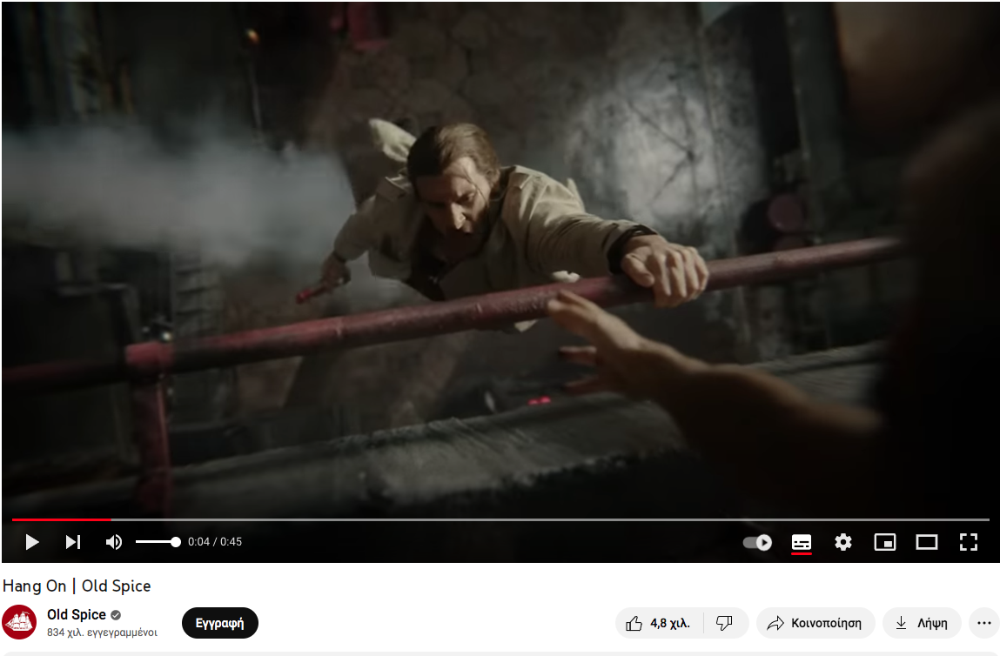 0:04 / 0:45
Hang On | Old Spice
Old Spice
834 χιλ. εγγεγραμμένοι
Εγγραφή
4,8 χιλ.
Κοινοποίηση
Λήψη